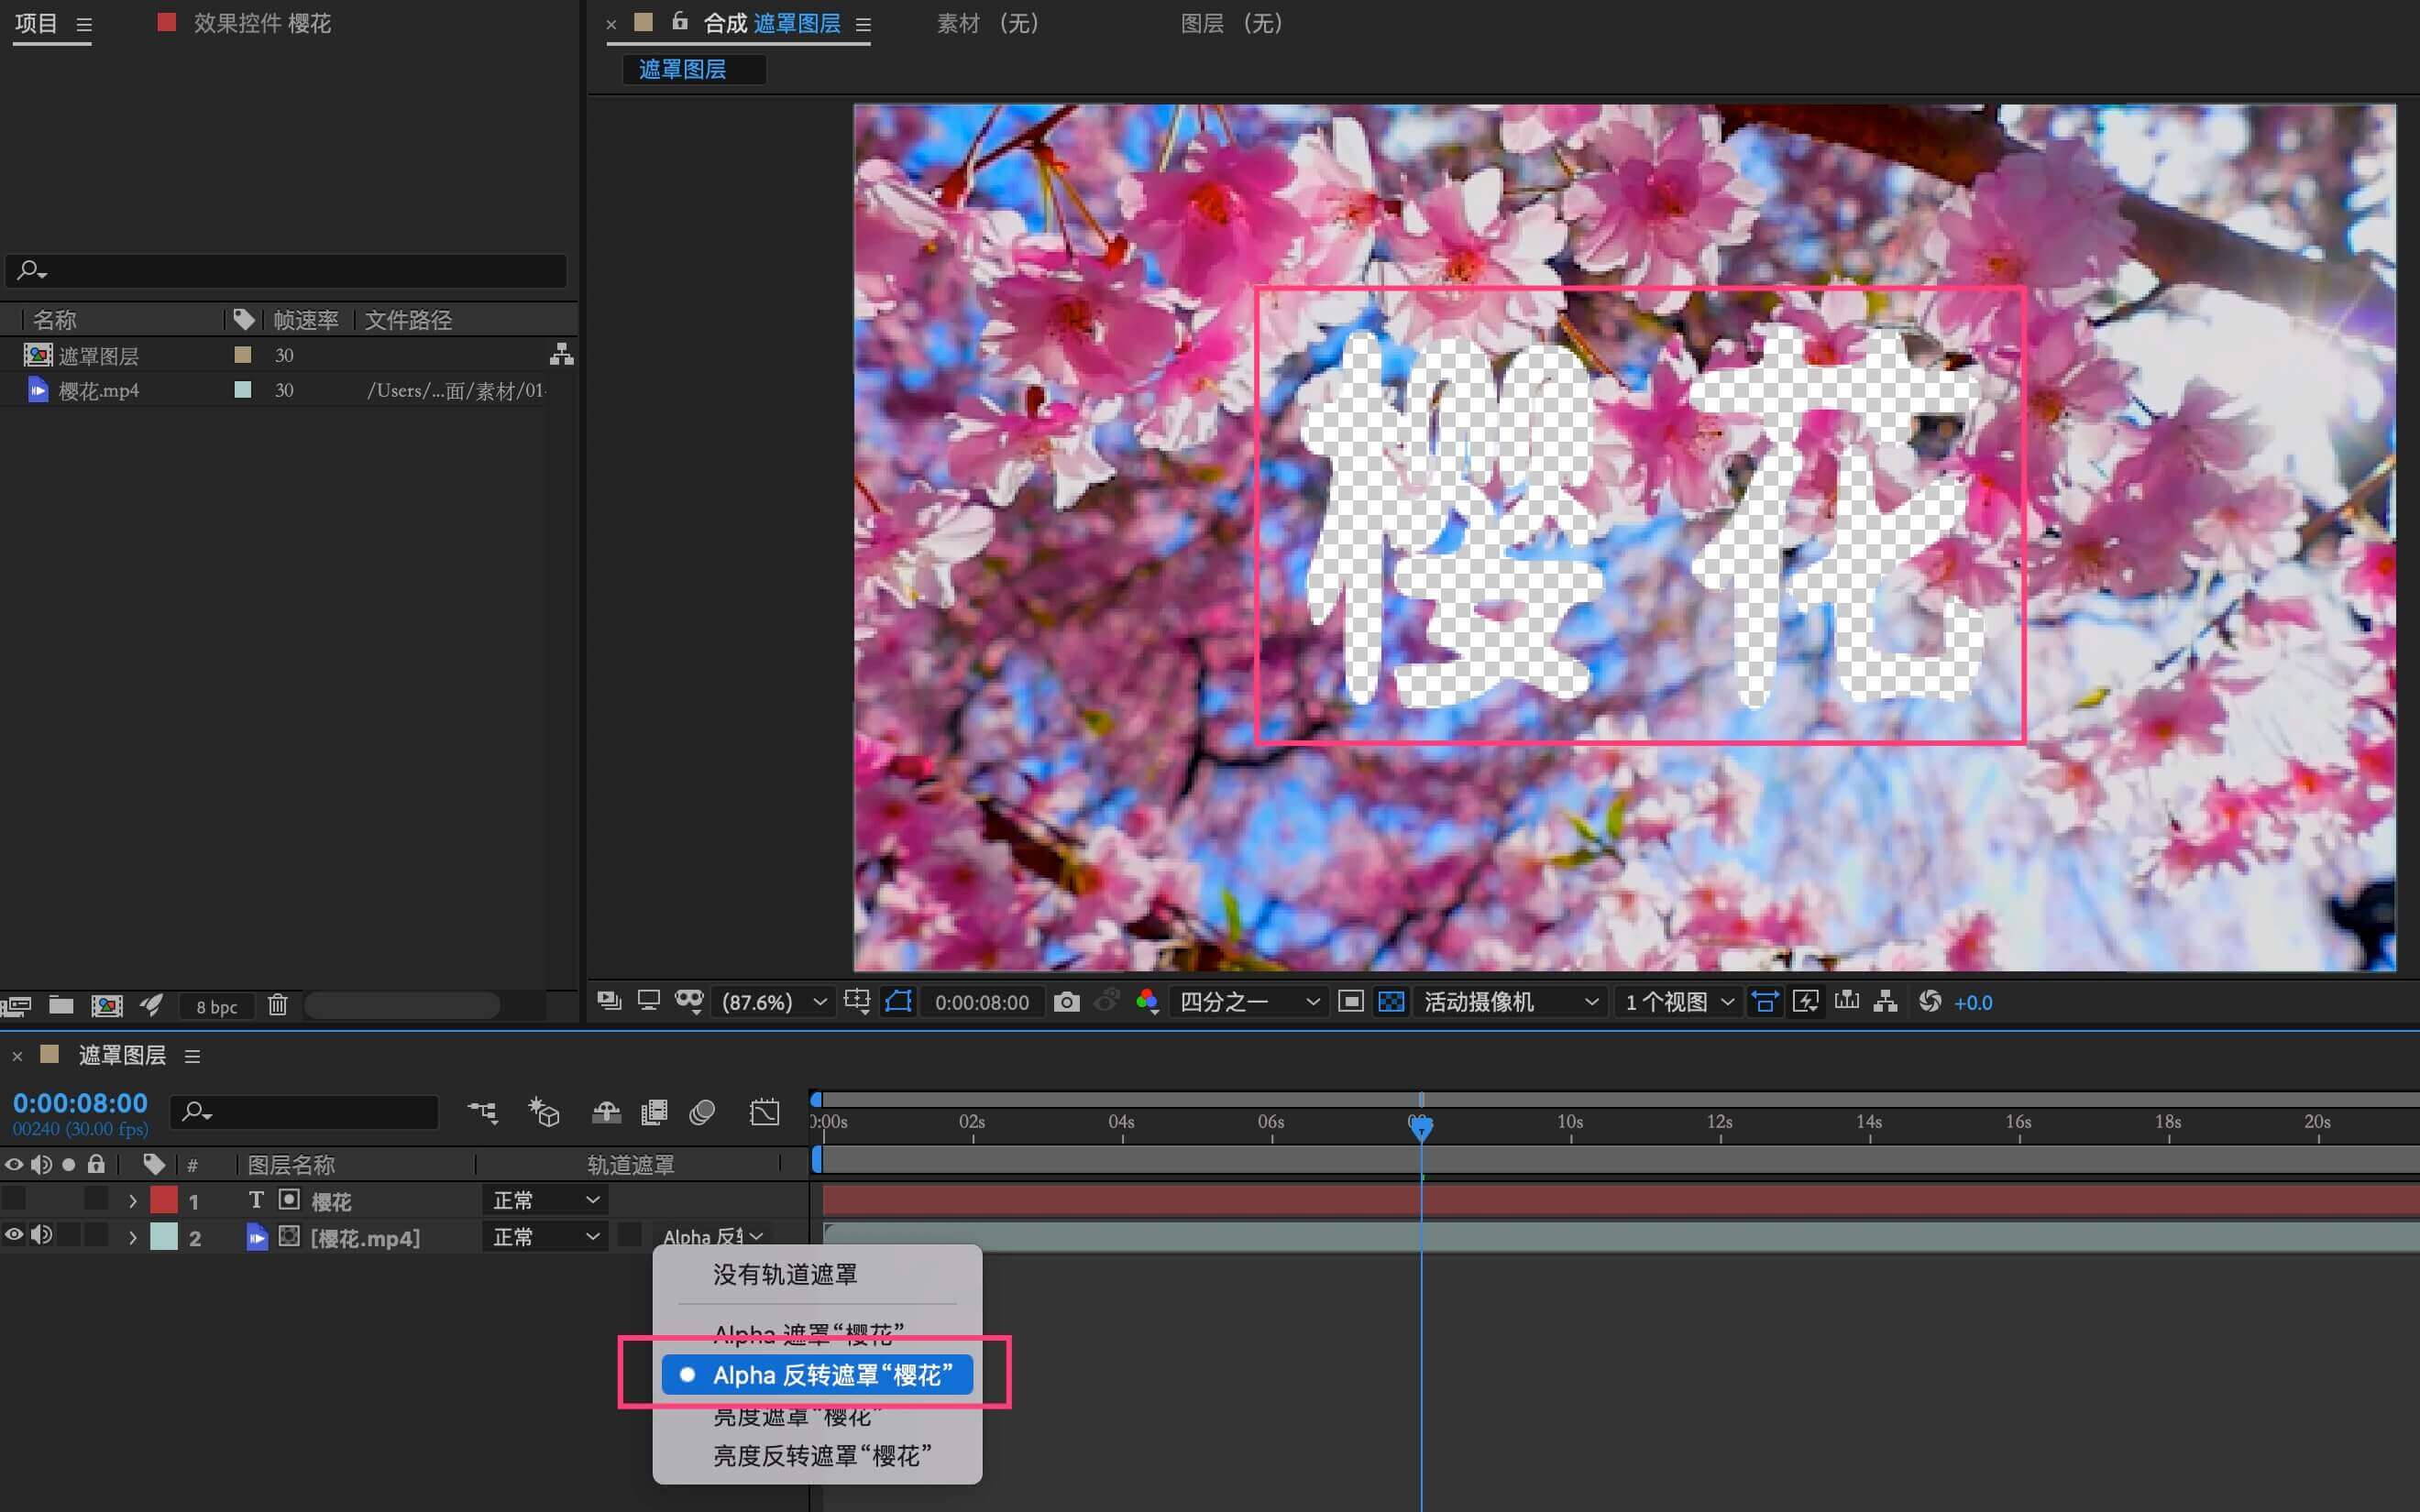 项目
效果控件 樱花
合成 遮罩图层
素材 (无)
图层 (无)
遮罩图层
名称
帧速率
文件路径
遮罩图层
30
樱花.mp4
30
/Users/...面/素材/01-
樱花
8 bpc
(87.6%)
0:00:08:00
四分之一
活动摄像机
1 个视图
+0.0
遮罩图层
0:00:08:00
00240 (30.00 fps)
:00s
02s
04s
06s
10s
12s
14s
16s
18s
20s
#
图层名称
轨道遮罩
1
T
樱花
正常
2
[樱花.mp4]
正常
Alpha 反
没有轨道遮罩
Alpha 遮罩“樱花”
Alpha 反转遮罩“樱花”
亮度遮罩“樱花”
亮度反转遮罩“樱花”